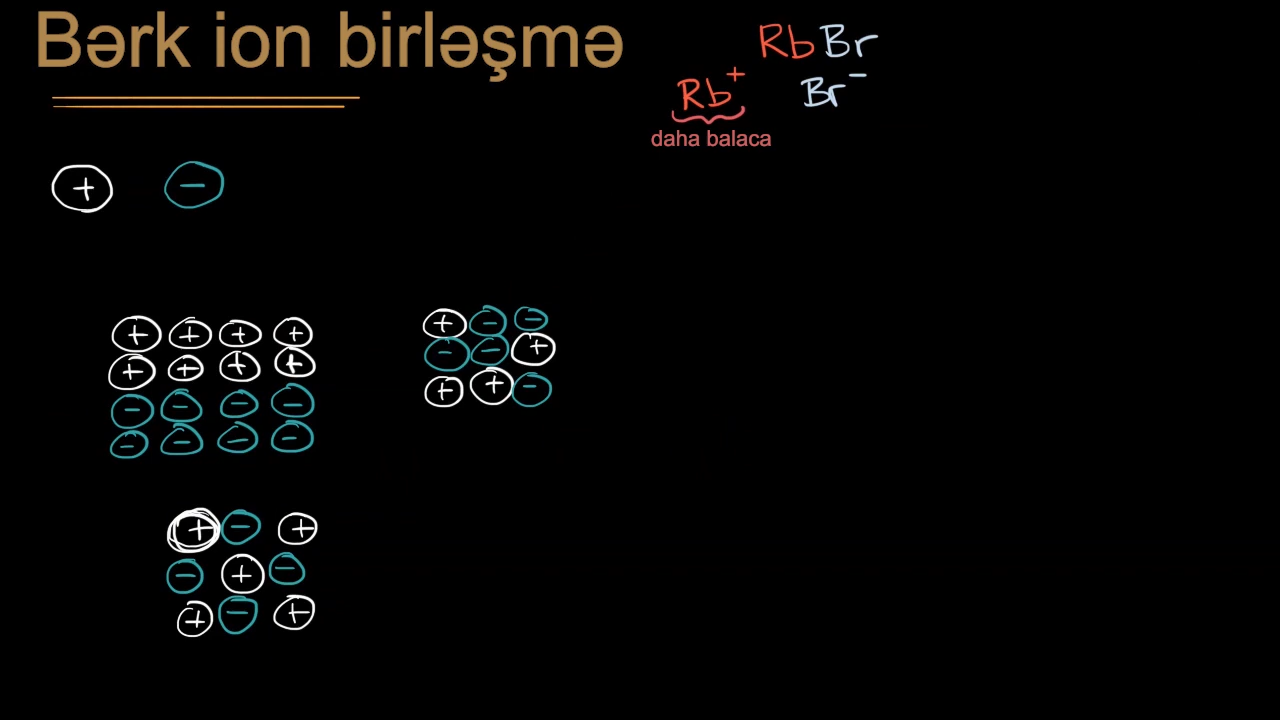 Bərk ion birləşmə
RbBr
Rb⁺ Br⁻
daha balaca
+ −
+ + + +
+ + + +
− − − −
− − − −
+ − −
− − +
+ + −
+ − +
− + −
+ − +